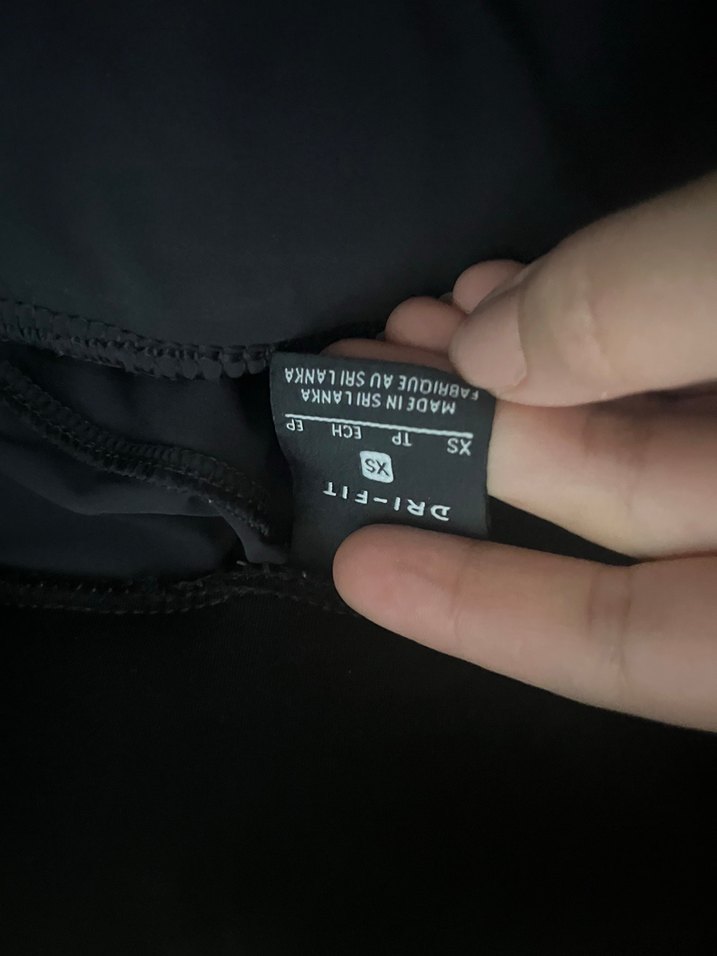 DRI-FIT
XS
XS TP ECH EP
MADE IN SRI LANKA
FABRIQUE AU SRI LANKA